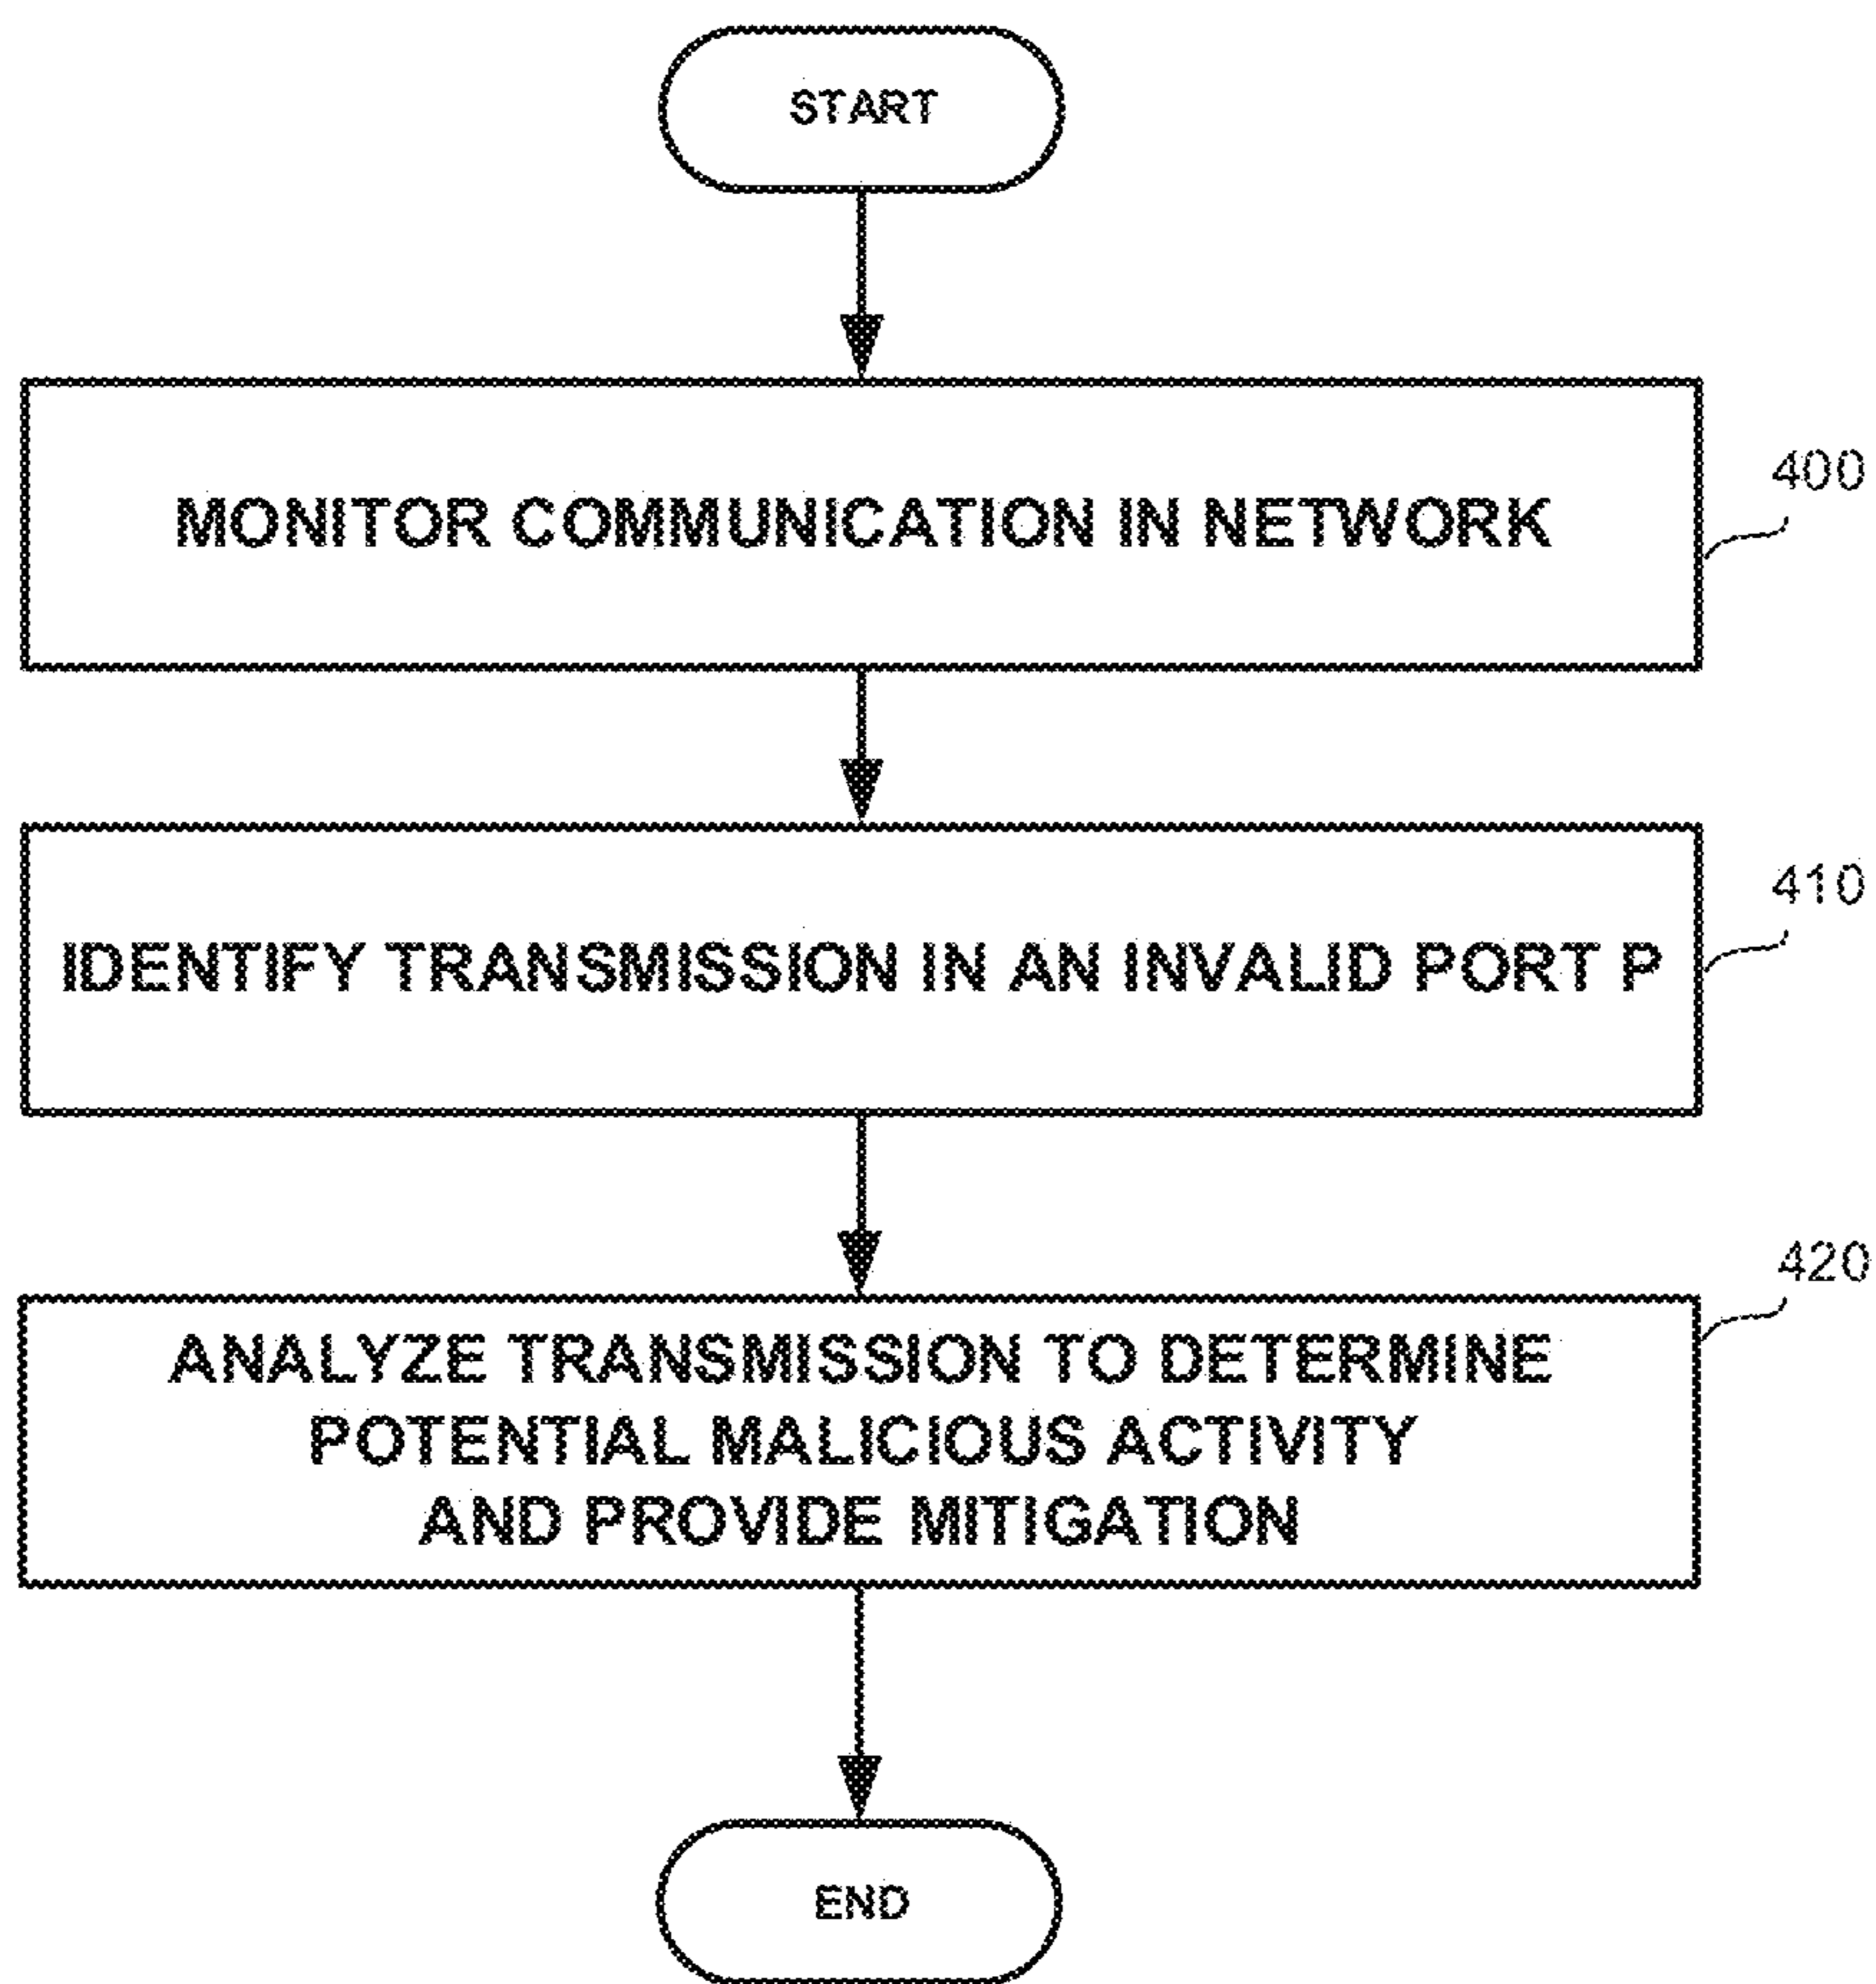 START
MONITOR COMMUNICATION IN NETWORK
400
IDENTIFY TRANSMISSION IN AN INVALID PORT P
410
420
ANALYZE TRANSMISSION TO DETERMINE
POTENTIAL MALICIOUS ACTIVITY
AND PROVIDE MITIGATION
END